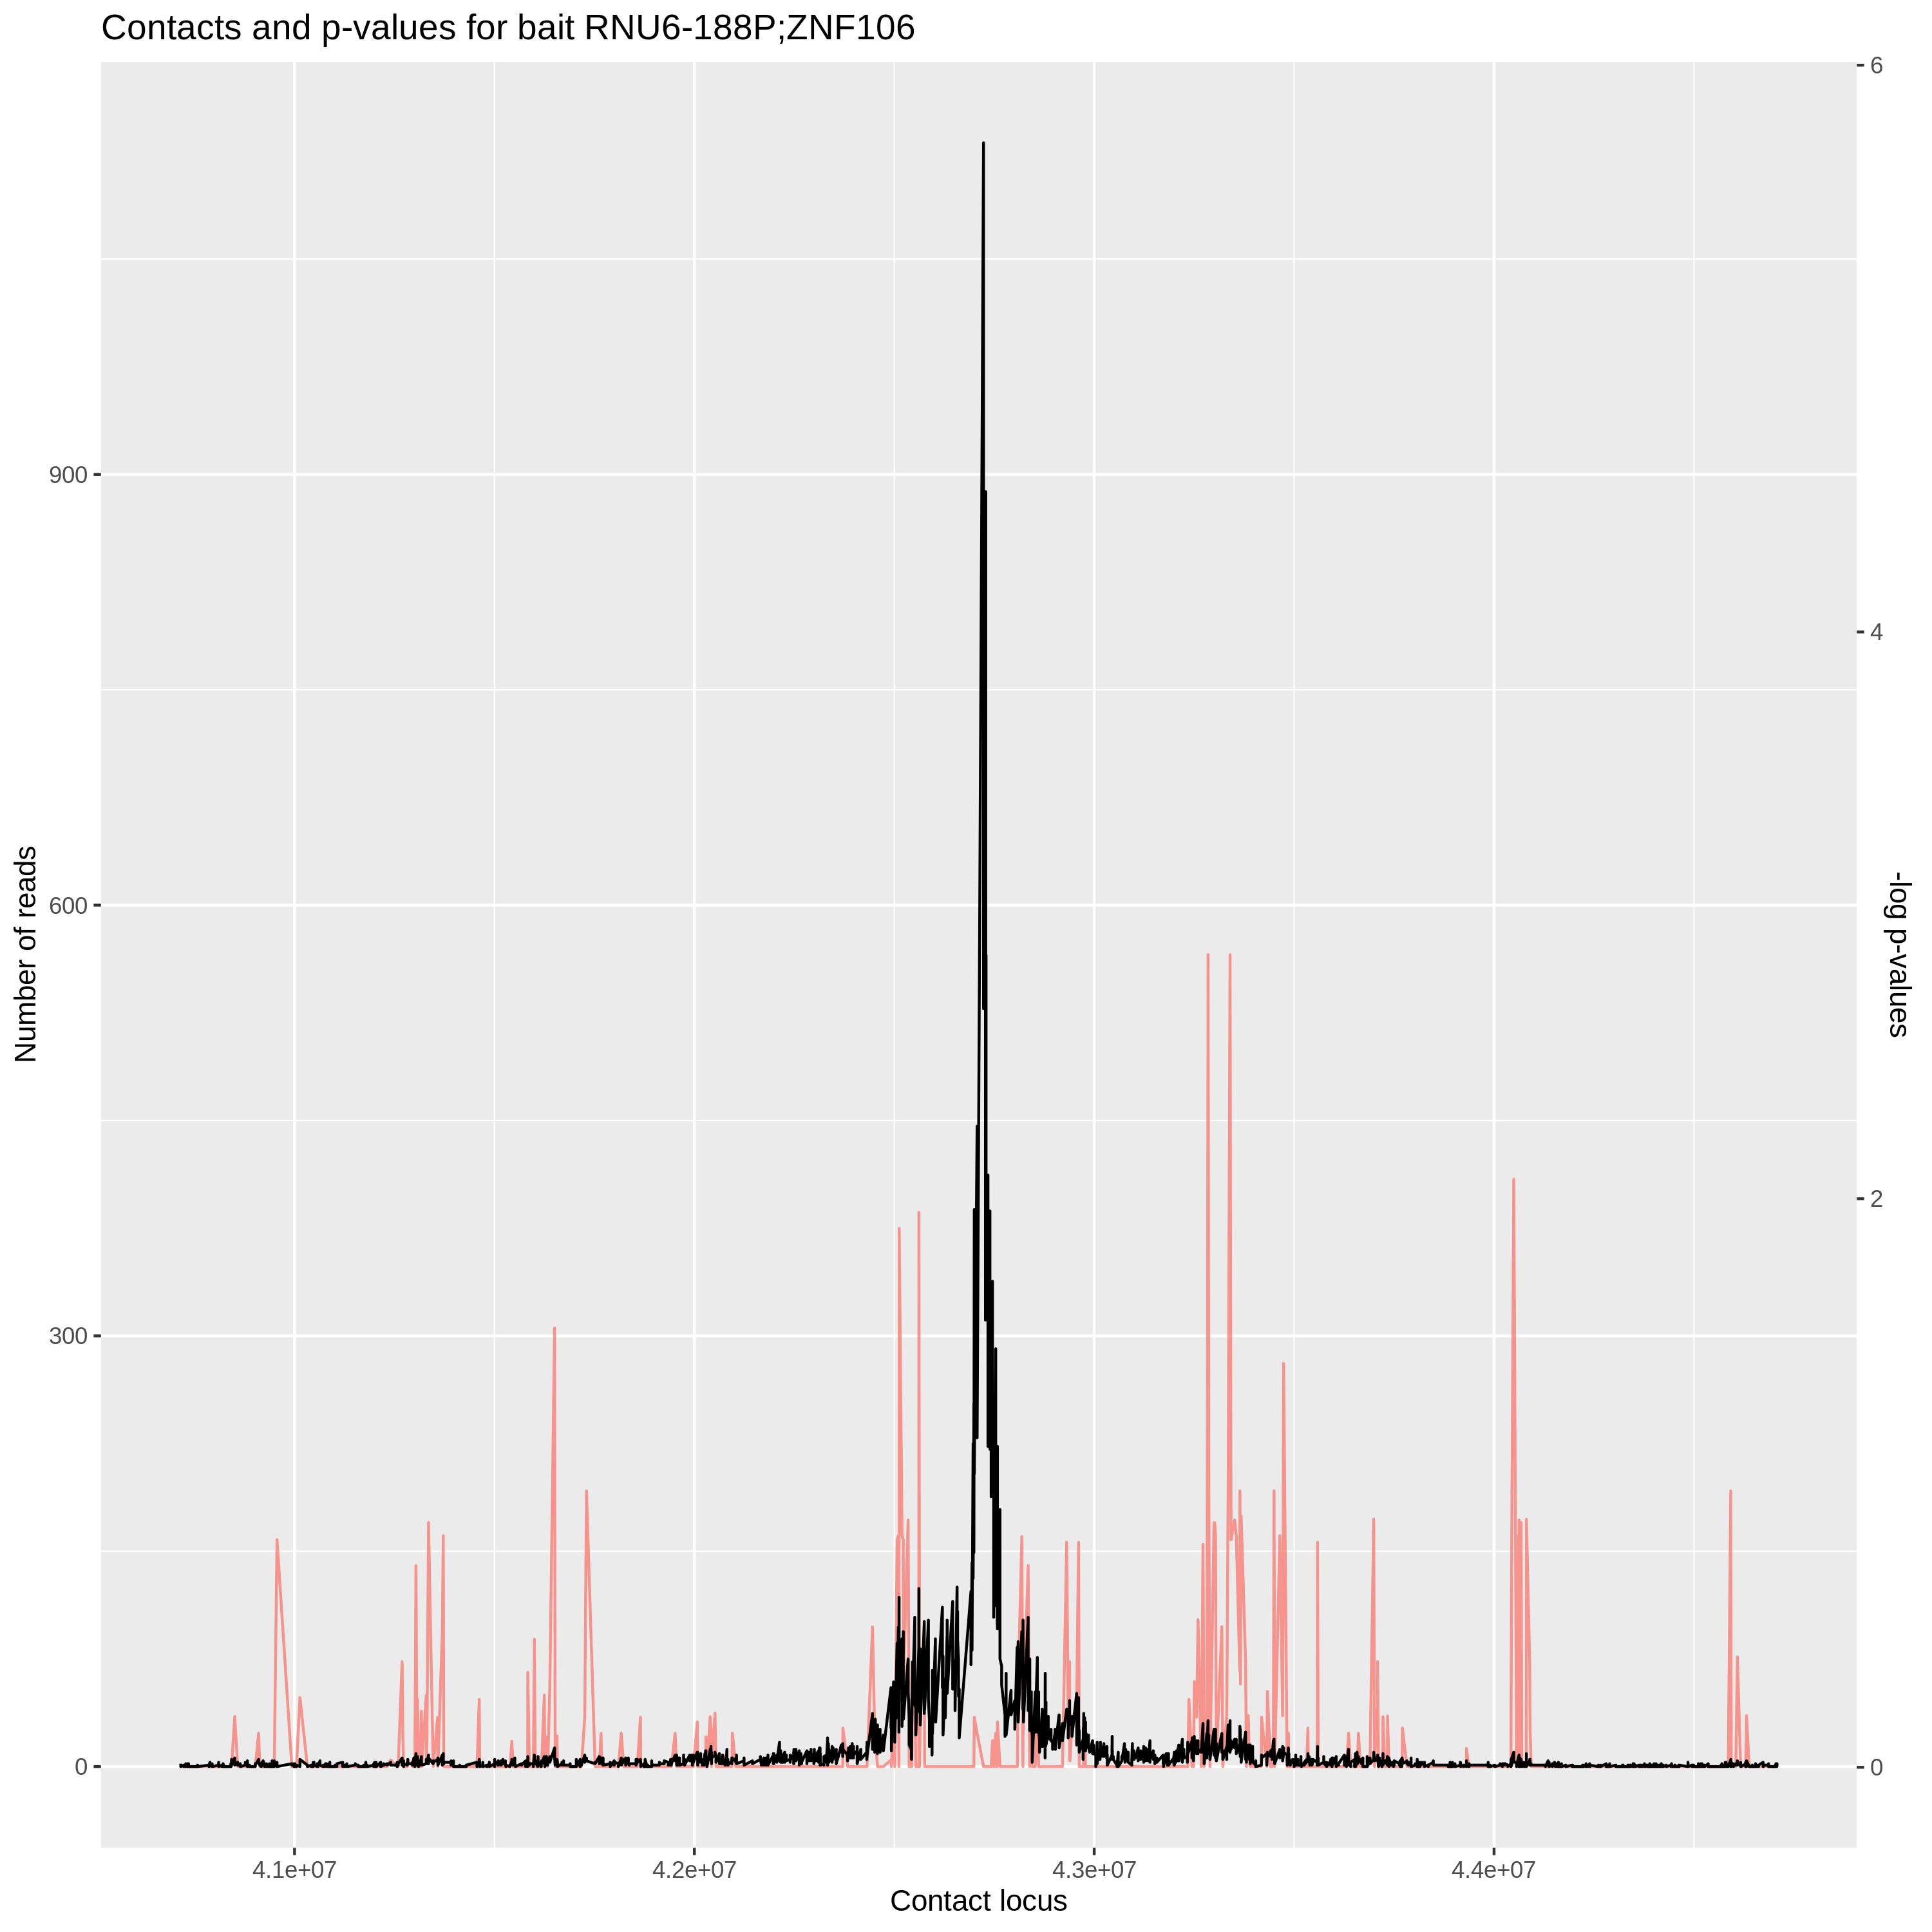 Contacts and p-values for bait RNU6-188P;ZNF106
6
4
2
0
900
600
300
0
Number of reads
-log p-values
4.1e+07
4.2e+07
4.3e+07
4.4e+07
Contact locus